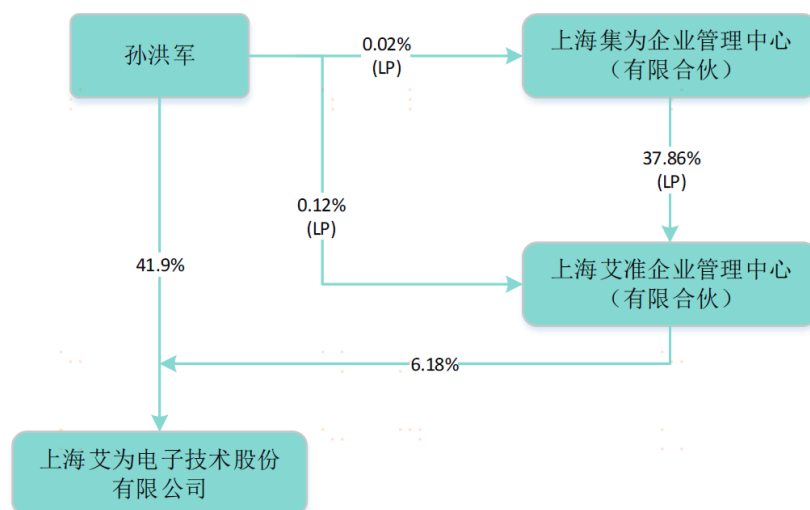 孙洪军
0.02%
(LP)
上海集为企业管理中心
（有限合伙）
37.86%
(LP)
0.12%
(LP)
41.9%
上海艾准企业管理中心
（有限合伙）
6.18%
上海艾为电子技术股份
有限公司